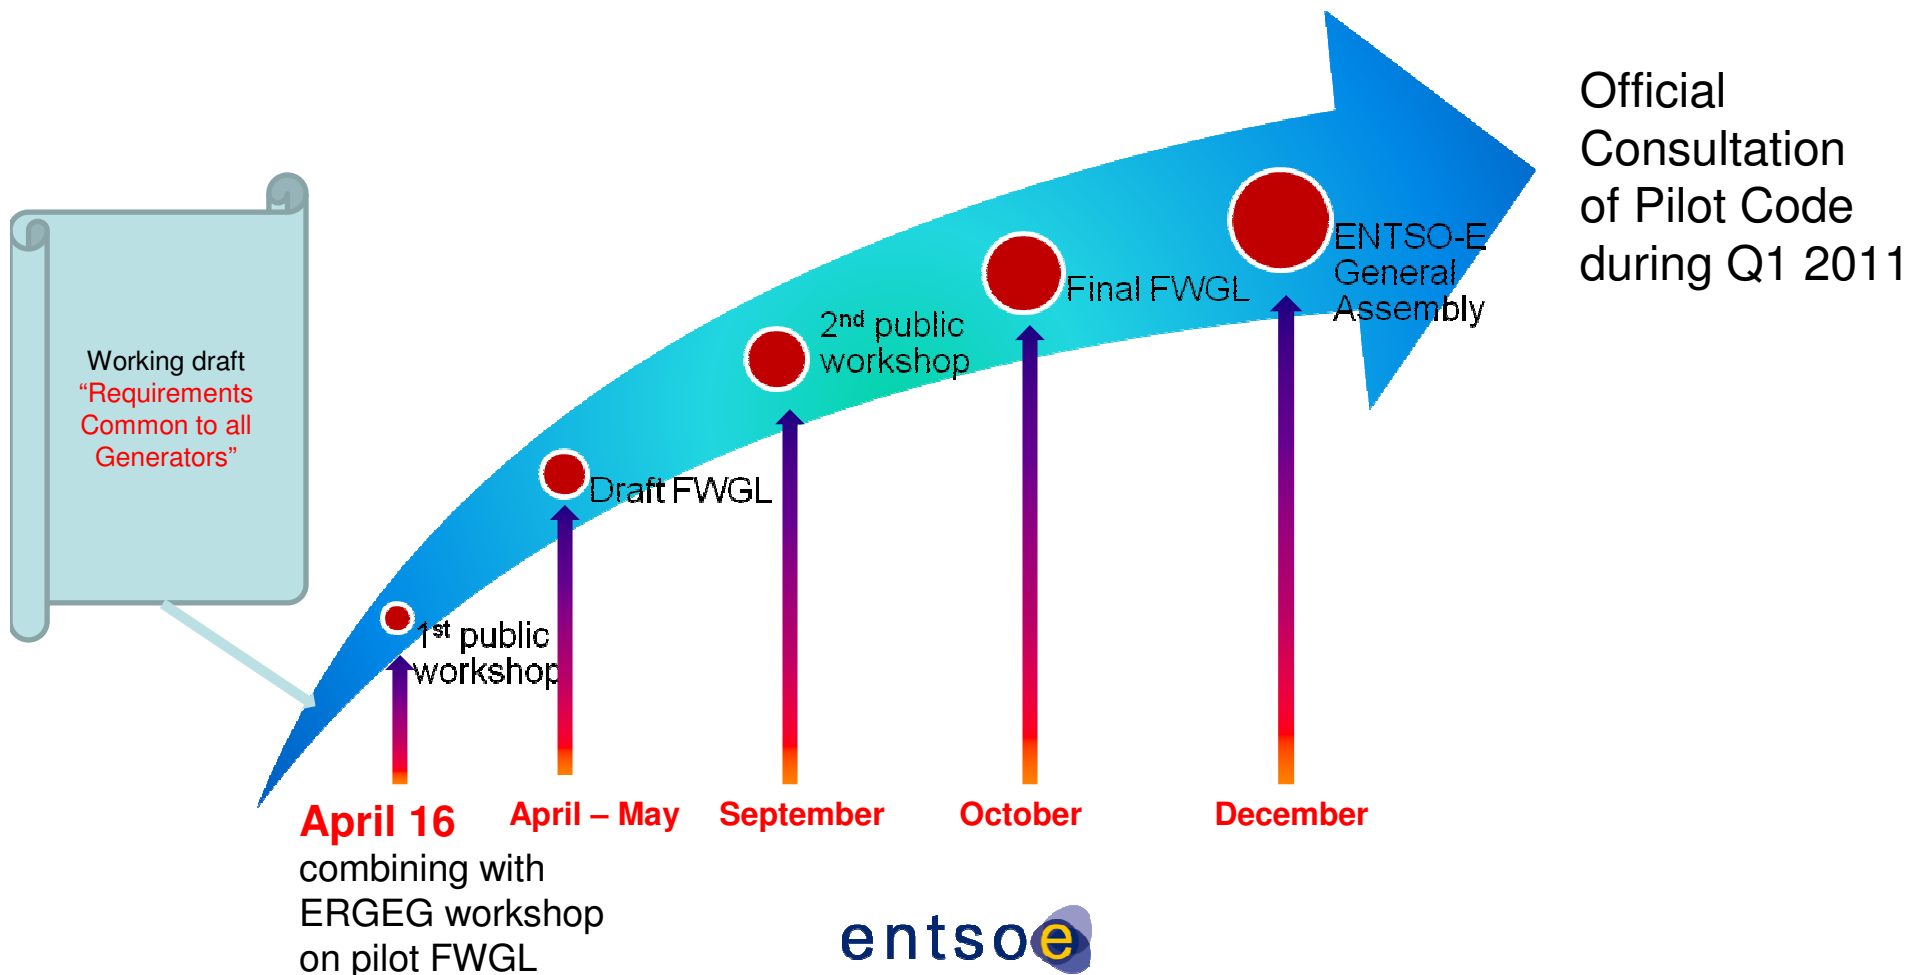 Official
Consultation
of Pilot Code
during Q1 2011
Working draft
“Requirements
Common to all
Generators”
ENTSO-E
General
Assembly
Final FWGL
2nd public
workshop
Draft FWGL
1st public
workshop
April 16
combining with
ERGEG workshop
on pilot FWGL
April – May
September
October
December
entsoe